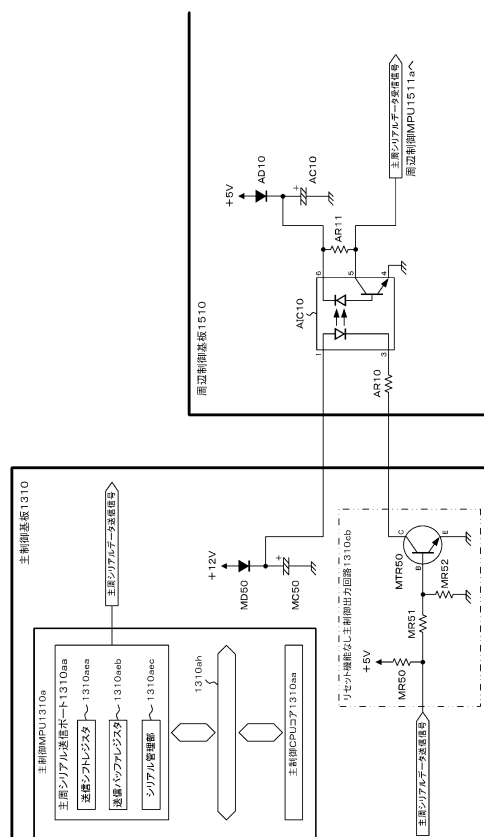 主制御基板1310
主制御MPU1310a
主周シリアル送信ポート1310aa
送信シフトレジスタ
1310aea
送信バッファレジスタ
1310aeb
シリアル管理部
1310aec
1310ah
主制御CPUコア1310aa
主周シリアルデータ送信信号
+12V
MD50
MC50
リセット機能なし主制御出力回路1310cb
主周シリアルデータ送信信号
+5V
MR50
MR51
MR52
MTR50
B
C
E
周辺制御基板1510
AIC10
1
3
6
5
4
AR10
AR11
+5V
AD10
AC10
主周シリアルデータ受信信号
周辺制御MPU1511aへ
+
+